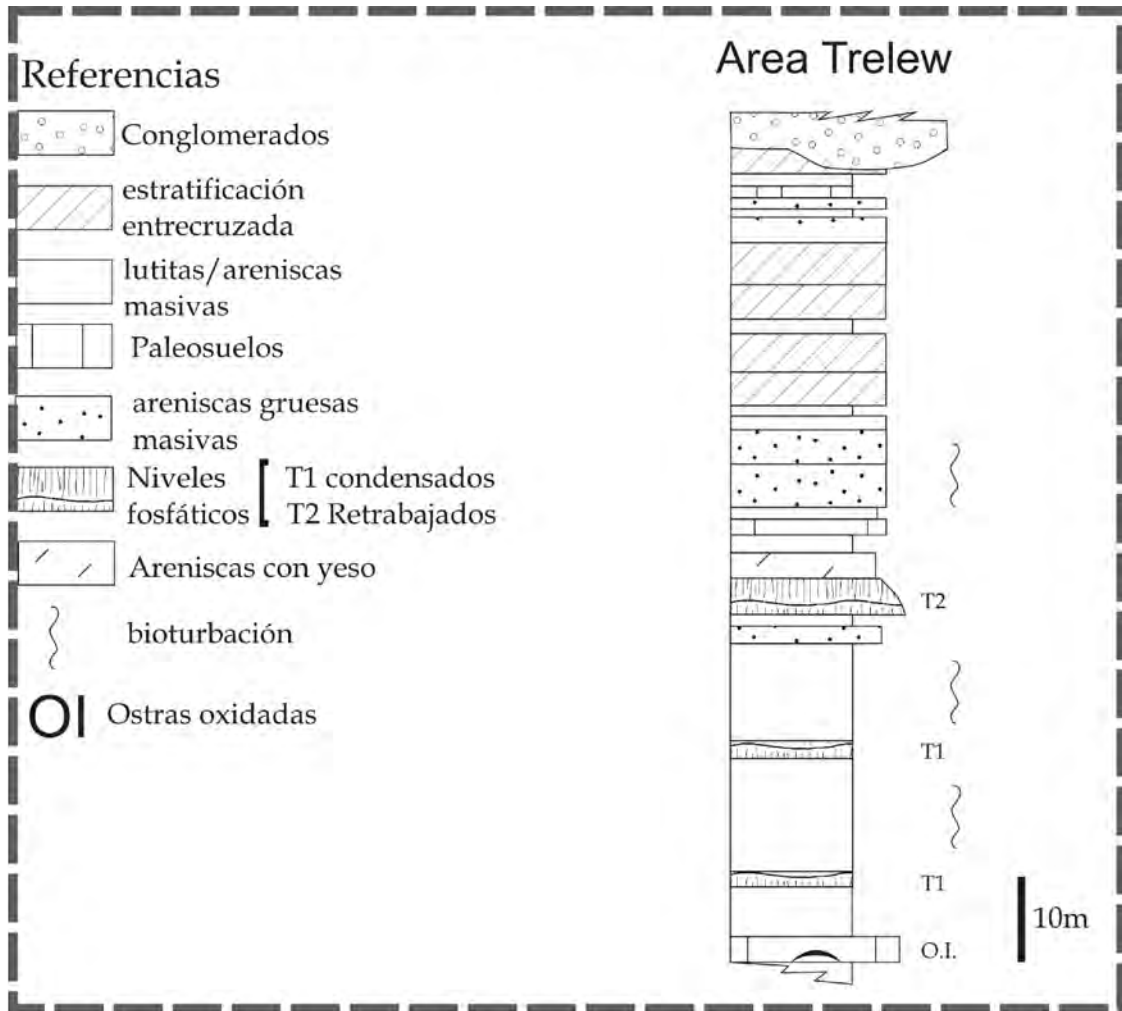 Referencias
Conglomerados
estratificación
entrecruzada
lutitas/areniscas
masivas
Paleosuelos
areniscas gruesas
masivas
Niveles
fosfáticos
[
T1 condensados
T2 Retrabajados
Areniscas con yeso
bioturbación
OI Ostras oxidadas
Area Trelew
T2
T1
T1
O.I.
10m